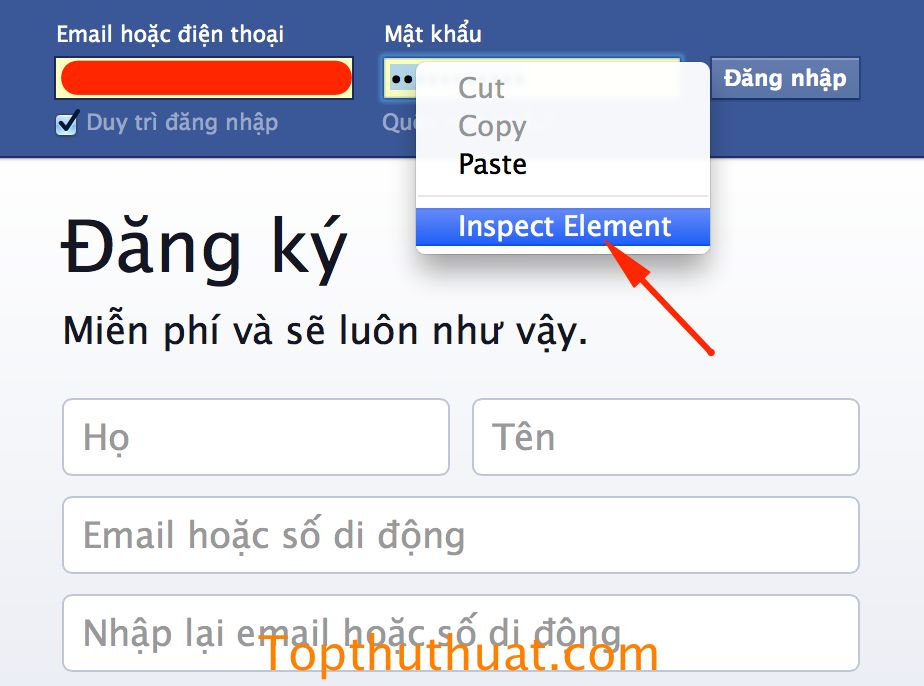 Email hoặc điện thoại
Mật khẩu
Đăng nhập
Duy trì đăng nhập
Cut
Copy
Paste
Inspect Element
Đăng ký
Miễn phí và sẽ luôn như vậy.
Họ
Tên
Email hoặc số di động
Nhập lại email hoặc số di động
Topthuthuat.com